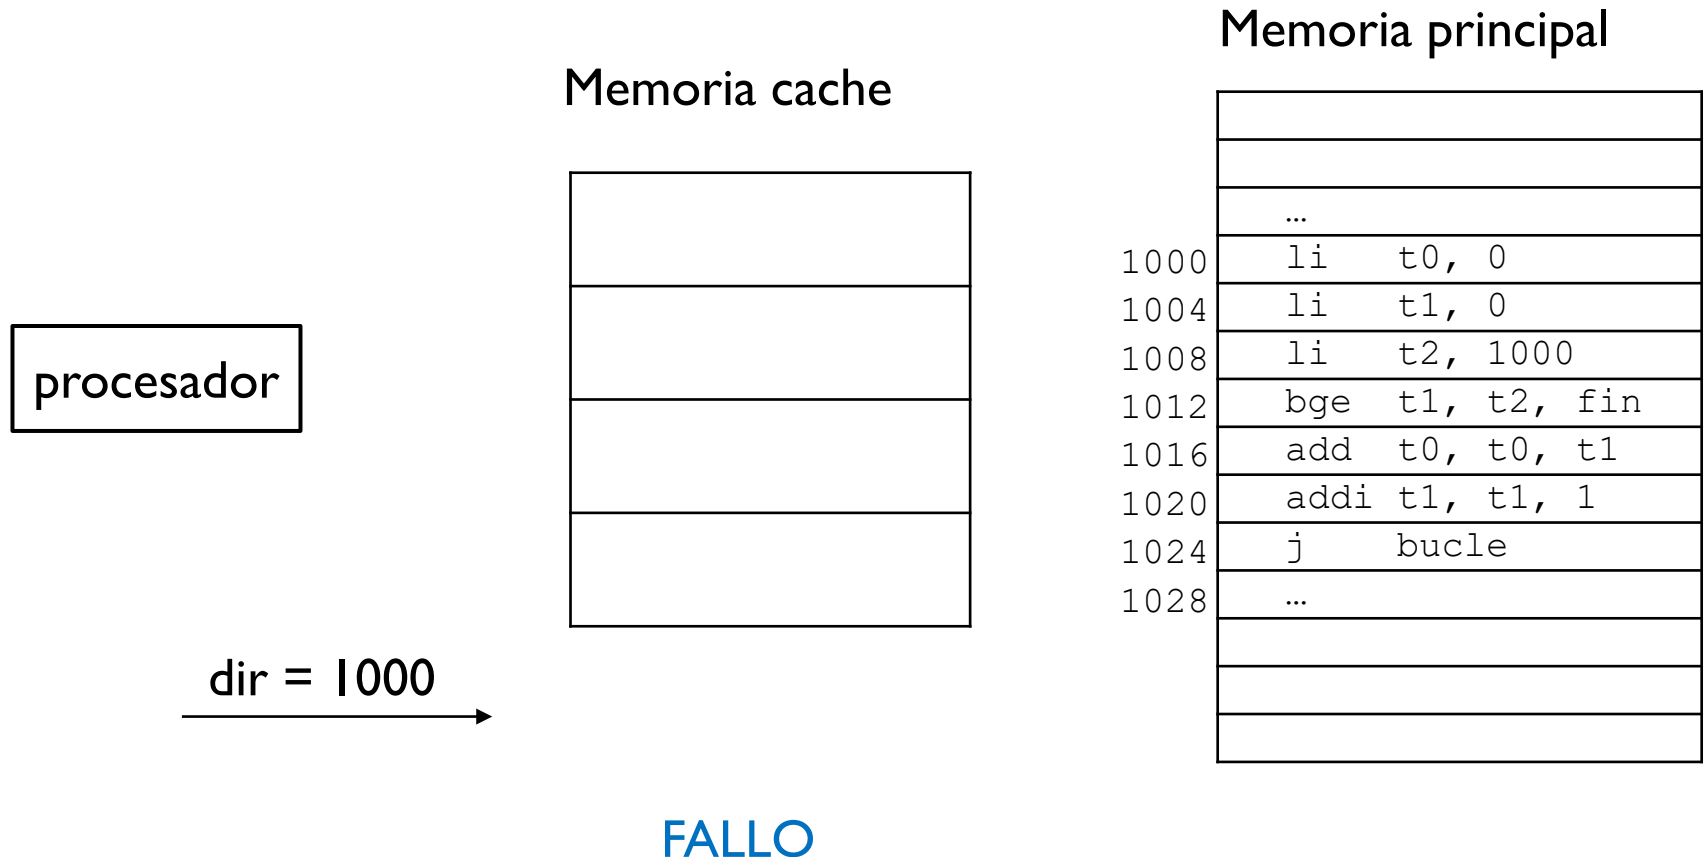 Memoria principal
Memoria cache
…
1000 li t0, 0
1004 li t1, 0
1008 li t2, 1000
1012 bge t1, t2, fin
1016 add t0, t0, t1
1020 addi t1, t1, 1
1024 j bucle
1028 …
procesador
dir = 1000
FALLO